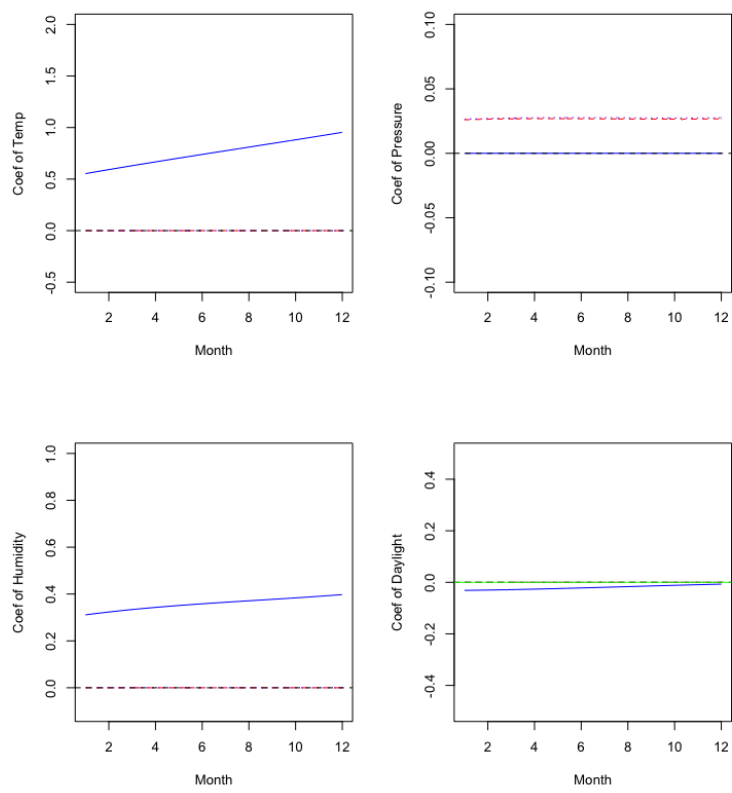 Coef of Temp
2.0
1.5
1.0
0.5
0.0
-0.5
2 4 6 8 10 12
Month
Coef of Pressure
0.10
0.05
0.00
-0.05
-0.10
2 4 6 8 10 12
Month
Coef of Humidity
1.0
0.8
0.6
0.4
0.2
0.0
2 4 6 8 10 12
Month
Coef of Daylight
0.4
0.2
0.0
-0.2
-0.4
2 4 6 8 10 12
Month